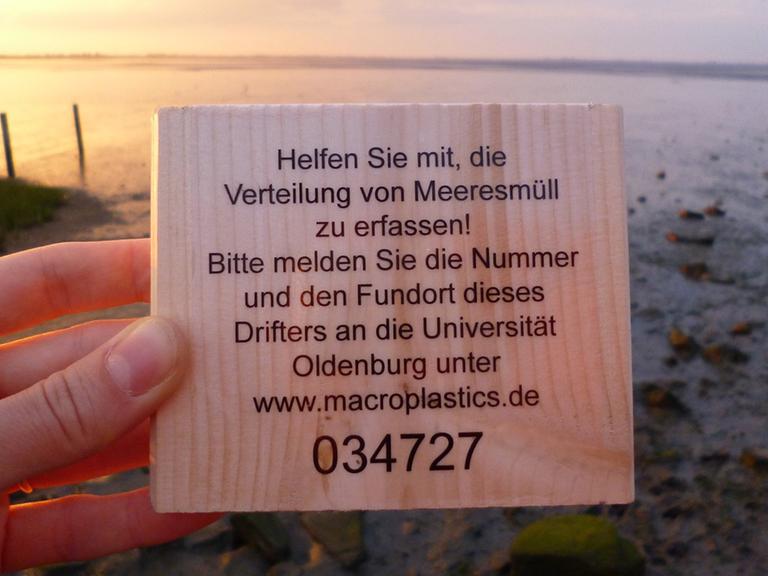 Helfen Sie mit, die
Verteilung von Meeresmüll
zu erfassen!
Bitte melden Sie die Nummer
und den Fundort dieses
Drifters an die Universität
Oldenburg unter
www.macroplastics.de
034727